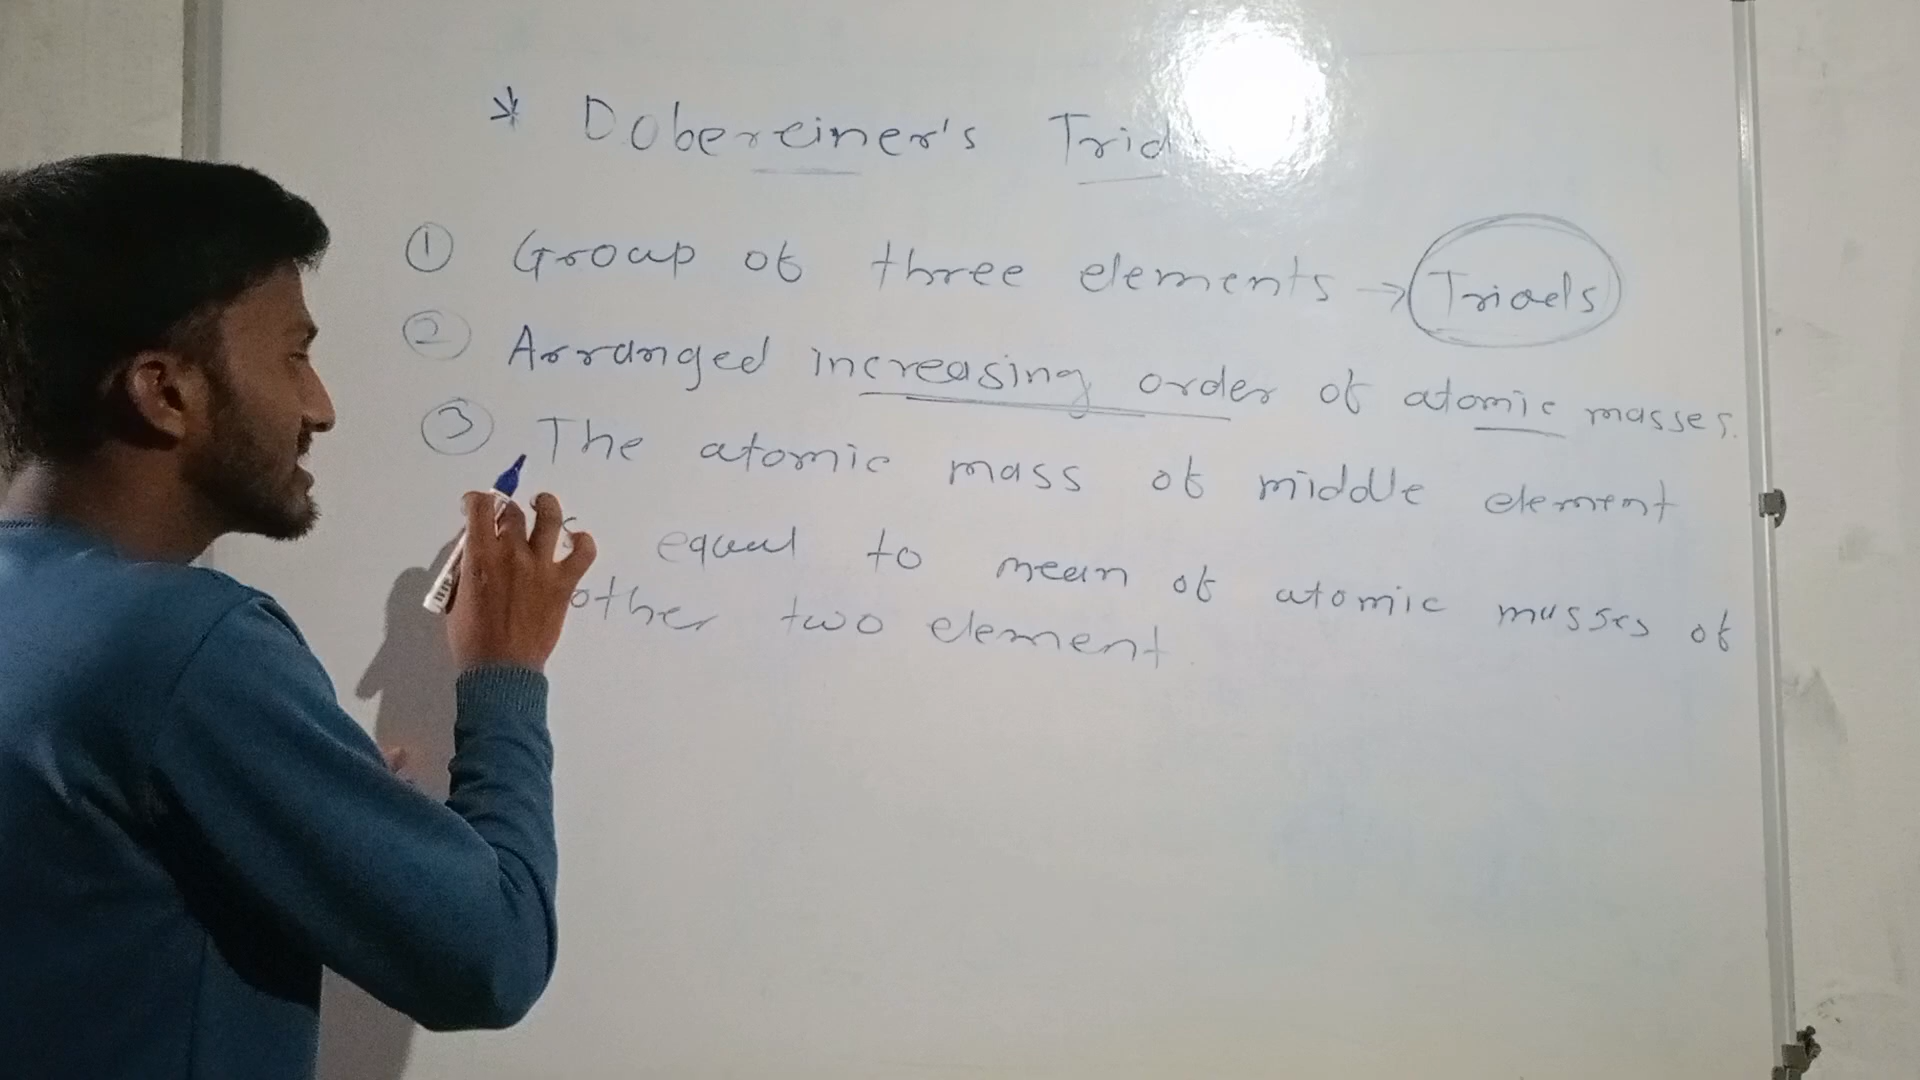 * Dobereiner's Trid
① Group of three elements → Triads
② Arranged increasing order of atomic masses.
③ The atomic mass of middle element
equal to mean of atomic masses of
other two element